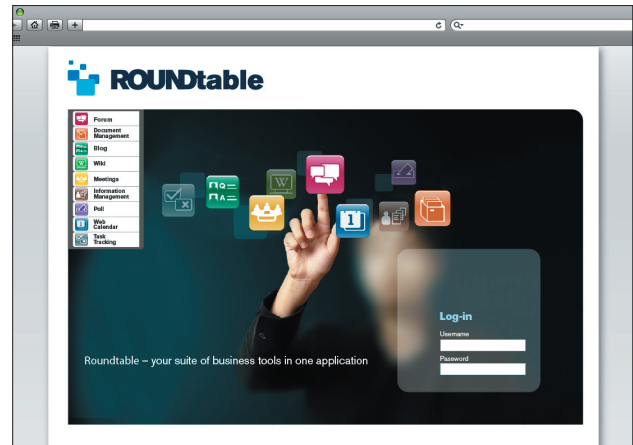 ROUNDtable
Forum
Document
Management
Blog
Wiki
Meetings
Information
Management
Poll
Web
Calendar
Task
Tracking
Q
A
W
Log-in
Username
Password
Roundtable – your suite of business tools in one application